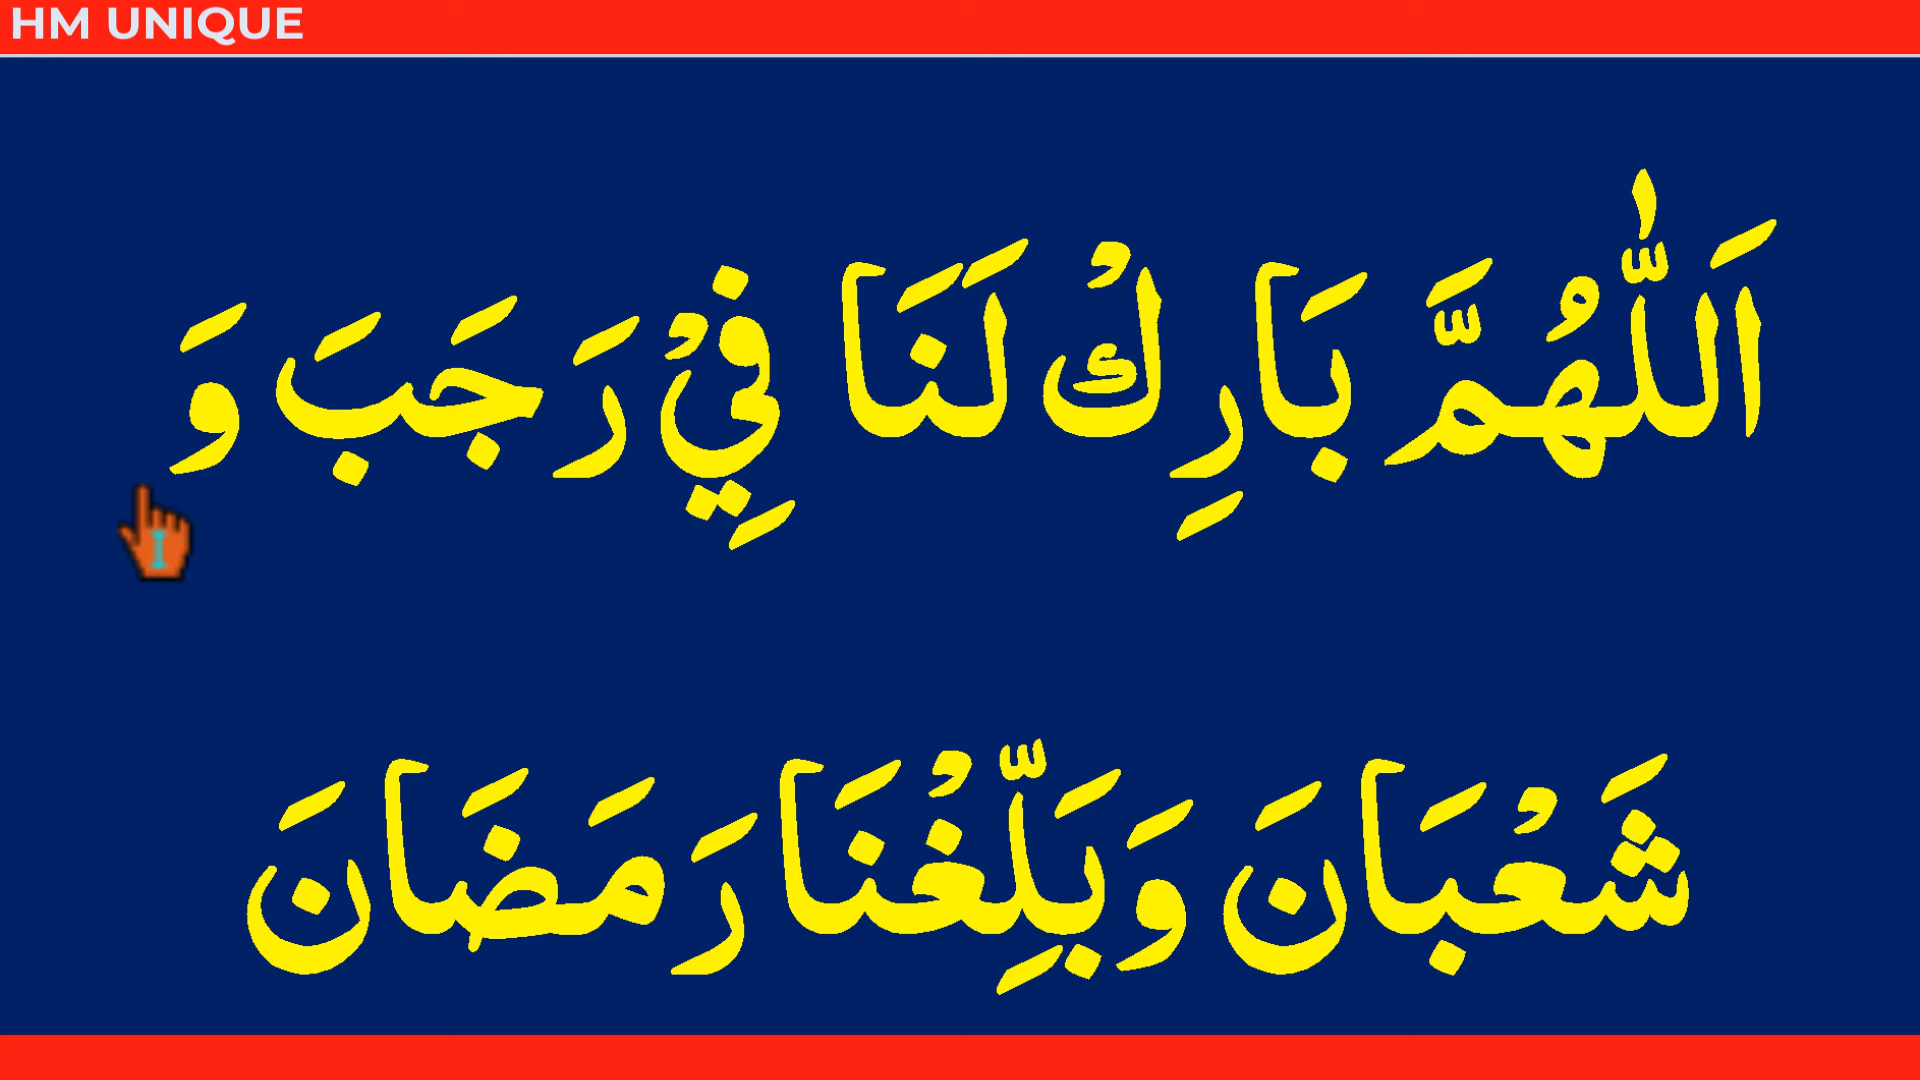 HM UNIQUE
اَللّٰهُمَّ بَارِكْ لَنَا فِيْ رَجَبَ وَ
شَعْبَانَ وَبَلِّغْنَا رَمَضَانَ